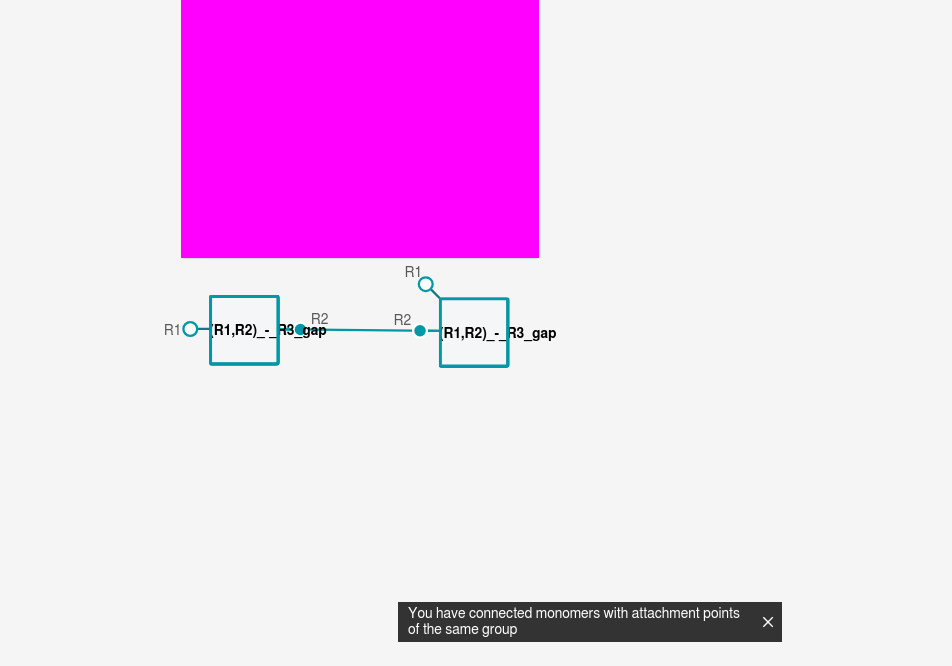 R1
R1
R2
R2
(R1,R2)_-_R3_gap
(R1,R2)_-_R3_gap
You have connected monomers with attachment points
of the same group